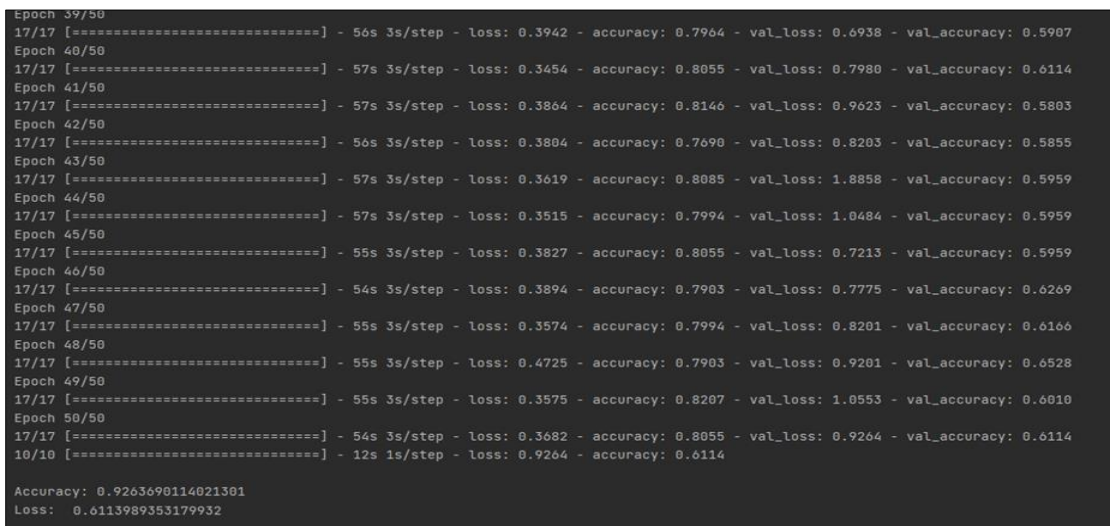 Epoch 39/50
17/17 [==============================] - 56s 3s/step - loss: 0.3942 - accuracy: 0.7964 - val_loss: 0.6938 - val_accuracy: 0.5907
Epoch 40/50
17/17 [==============================] - 57s 3s/step - loss: 0.3454 - accuracy: 0.8055 - val_loss: 0.7980 - val_accuracy: 0.6114
Epoch 41/50
17/17 [==============================] - 57s 3s/step - loss: 0.3864 - accuracy: 0.8146 - val_loss: 0.9623 - val_accuracy: 0.5803
Epoch 42/50
17/17 [==============================] - 56s 3s/step - loss: 0.3804 - accuracy: 0.7690 - val_loss: 0.8203 - val_accuracy: 0.5855
Epoch 43/50
17/17 [==============================] - 57s 3s/step - loss: 0.3619 - accuracy: 0.8085 - val_loss: 1.8858 - val_accuracy: 0.5959
Epoch 44/50
17/17 [==============================] - 57s 3s/step - loss: 0.3515 - accuracy: 0.7994 - val_loss: 1.0484 - val_accuracy: 0.5959
Epoch 45/50
17/17 [==============================] - 55s 3s/step - loss: 0.3827 - accuracy: 0.8055 - val_loss: 0.7213 - val_accuracy: 0.5959
Epoch 46/50
17/17 [==============================] - 54s 3s/step - loss: 0.3894 - accuracy: 0.7903 - val_loss: 0.7775 - val_accuracy: 0.6269
Epoch 47/50
17/17 [==============================] - 55s 3s/step - loss: 0.3574 - accuracy: 0.7994 - val_loss: 0.8201 - val_accuracy: 0.6166
Epoch 48/50
17/17 [==============================] - 55s 3s/step - loss: 0.4725 - accuracy: 0.7903 - val_loss: 0.9201 - val_accuracy: 0.6528
Epoch 49/50
17/17 [==============================] - 55s 3s/step - loss: 0.3575 - accuracy: 0.8207 - val_loss: 1.0553 - val_accuracy: 0.6010
Epoch 50/50
17/17 [==============================] - 54s 3s/step - loss: 0.3682 - accuracy: 0.8055 - val_loss: 0.9264 - val_accuracy: 0.6114
10/10 [==============================] - 12s 1s/step - loss: 0.9264 - accuracy: 0.6114
Accuracy: 0.9263690114021301
Loss:  0.6113989353179932